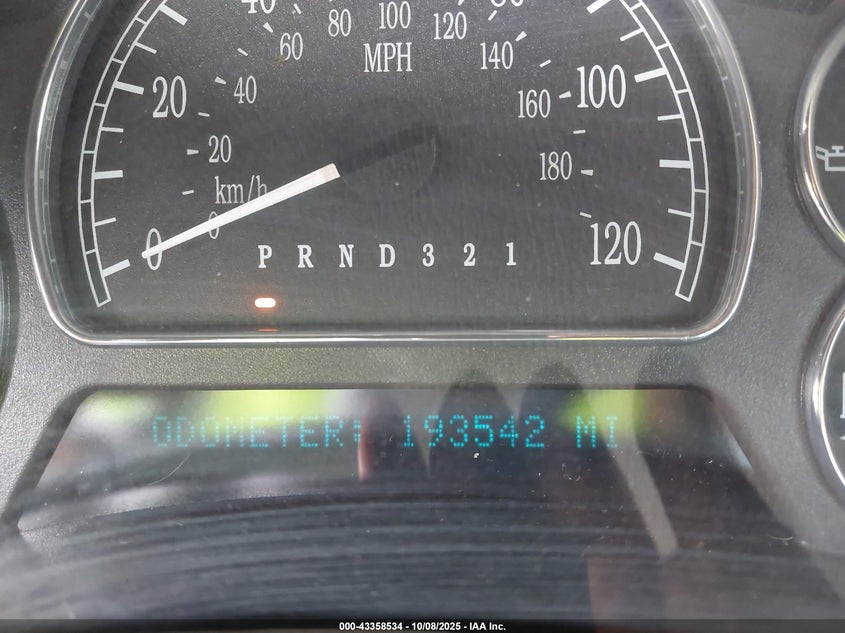 40 80 100 120 80
60 140
MPH
20 40 160 100
20 180
km/h
0 0 120
P R N D 3 2 1
ODOMETER: 193542 MI
000-43358534 - 10/08/2025 - IAA Inc.